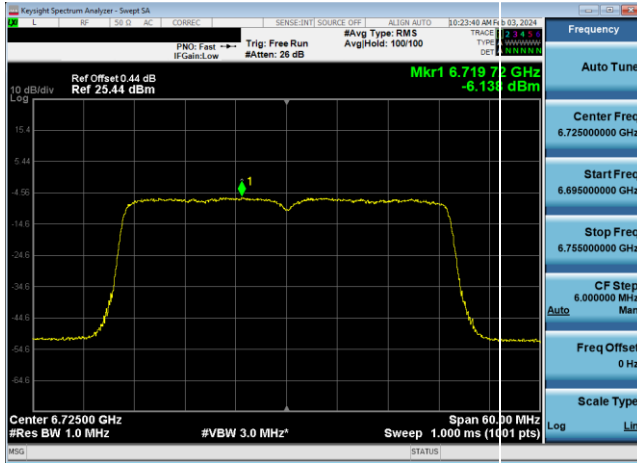 Keysight Spectrum Analyzer - Swept SA
L RF 50 Ω AC CORREC SENSE:INT SOURCE OFF ALIGN AUTO 10:23:40 AM Feb 03, 2024
#Avg Type: RMS TRACE 1 2 3 4 5 6
PNO: Fast Trig: Free Run Avg|Hold: 100/100 TYPE
IFGain:Low #Atten: 26 dB DET A N N N N N
Mkr1 6.719 72 GHz
-6.138 dBm
Ref Offset 0.44 dB
10 dB/div Ref 25.44 dBm
Log
15.4
5.44
-4.56
-14.6
-24.6
-34.6
-44.6
-54.6
-64.6
1
Center 6.72500 GHz Span 60.00 MHz
#Res BW 1.0 MHz #VBW 3.0 MHz* Sweep 1.000 ms (1001 pts)
MSG STATUS
Frequency
Auto Tune
Center Freq
6.725000000 GHz
Start Freq
6.695000000 GHz
Stop Freq
6.755000000 GHz
CF Step
6.000000 MHz
Auto Man
Freq Offset
0 Hz
Scale Type
Log Lin